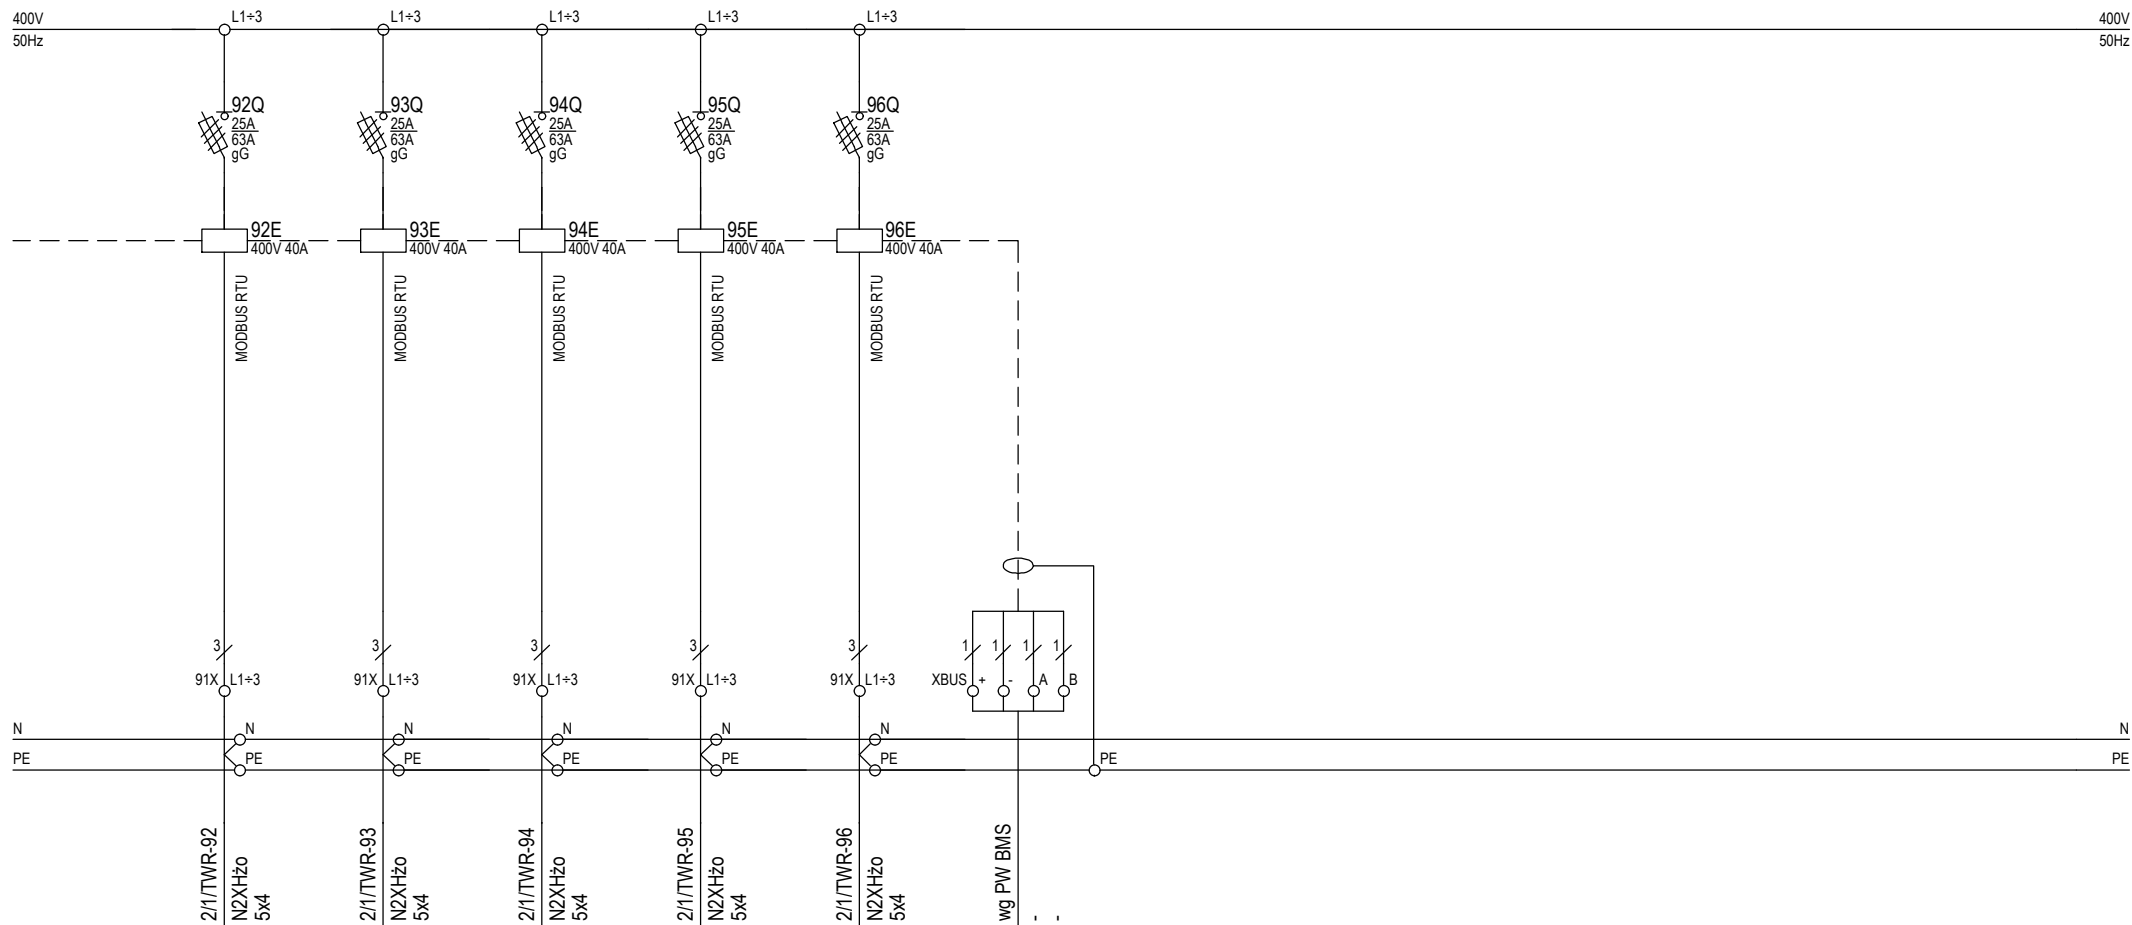 400V
50Hz
L1÷3
L1÷3
L1÷3
L1÷3
L1÷3
400V
50Hz
92Q
25A
63A
gG
93Q
25A
63A
gG
94Q
25A
63A
gG
95Q
25A
63A
gG
96Q
25A
63A
gG
92E
400V 40A
93E
400V 40A
94E
400V 40A
95E
400V 40A
96E
400V 40A
MODBUS RTU
MODBUS RTU
MODBUS RTU
MODBUS RTU
MODBUS RTU
3
3
3
3
3
1
1
1
1
91X L1÷3
91X L1÷3
91X L1÷3
91X L1÷3
91X L1÷3
XBUS + - A B
N
N
N
N
N
N
N
PE
PE
PE
PE
PE
PE
PE
PE
2/1/TWR-92
N2XHżo
5x4
2/1/TWR-93
N2XHżo
5x4
2/1/TWR-94
N2XHżo
5x4
2/1/TWR-95
N2XHżo
5x4
2/1/TWR-96
N2XHżo
5x4
wg PW BMS
-
-